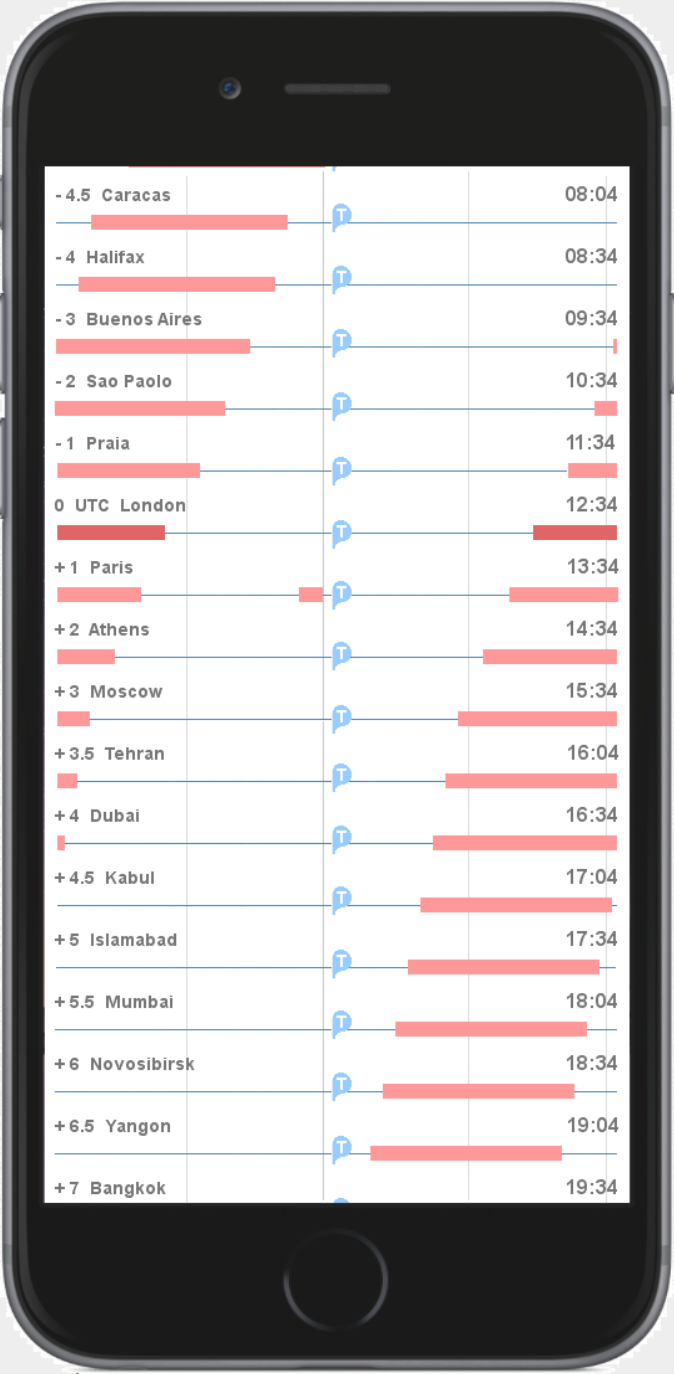 - 4.5 Caracas 08:04
T
- 4 Halifax 08:34
T
- 3 Buenos Aires 09:34
T
- 2 Sao Paolo 10:34
T
- 1 Praia 11:34
T
0 UTC London 12:34
T
+ 1 Paris 13:34
T
+ 2 Athens 14:34
T
+ 3 Moscow 15:34
T
+ 3.5 Tehran 16:04
T
+ 4 Dubai 16:34
T
+ 4.5 Kabul 17:04
T
+ 5 Islamabad 17:34
T
+ 5.5 Mumbai 18:04
T
+ 6 Novosibirsk 18:34
T
+ 6.5 Yangon 19:04
T
+ 7 Bangkok 19:34